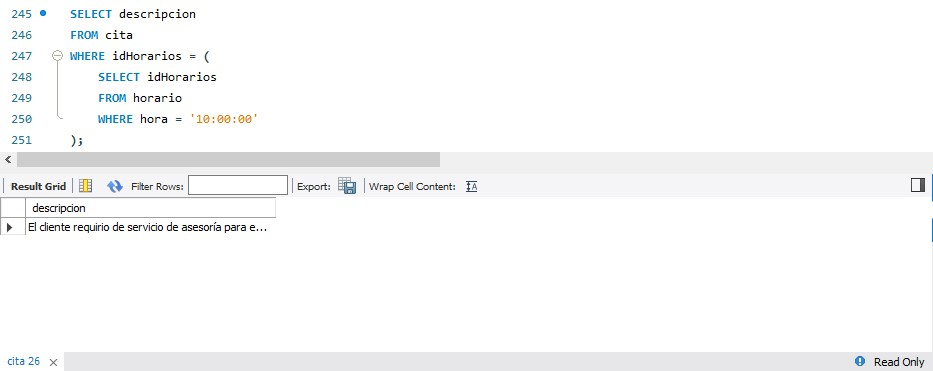 245 SELECT descripcion
246 FROM cita
247 WHERE idHorarios = (
248 SELECT idHorarios
249 FROM horario
250 WHERE hora = '10:00:00'
251 );
Result Grid Filter Rows: Export: Wrap Cell Content: IA
descripcion
El cliente requirio de servicio de asesoría para e...
cita 26 Read Only